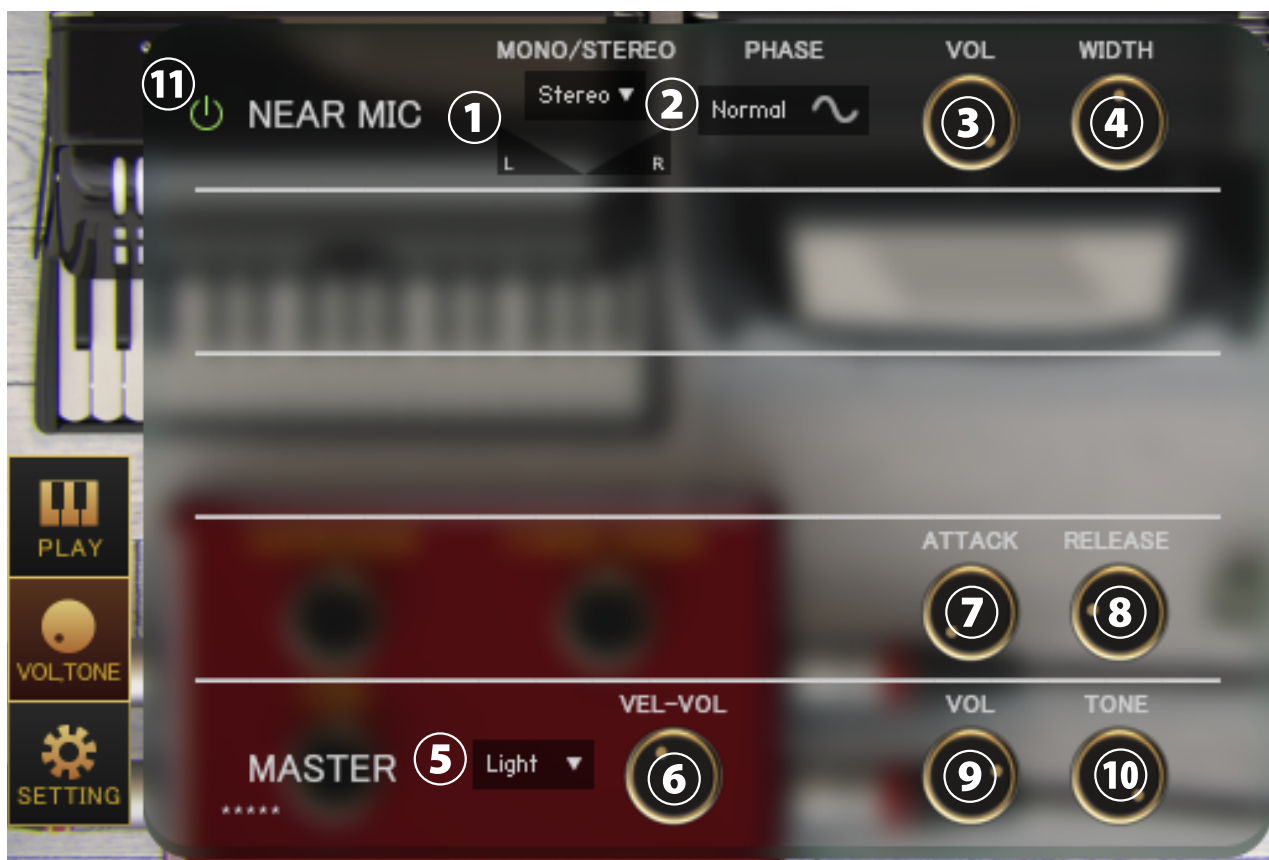 MONO/STEREO PHASE VOL WIDTH
11 NEAR MIC 1 Stereo ▼ 2 Normal 3 4
L R
ATTACK RELEASE
7 8
PLAY
VOL,TONE
SETTING
VEL-VOL VOL TONE
MASTER 5 Light ▼ 6 9 10
*****